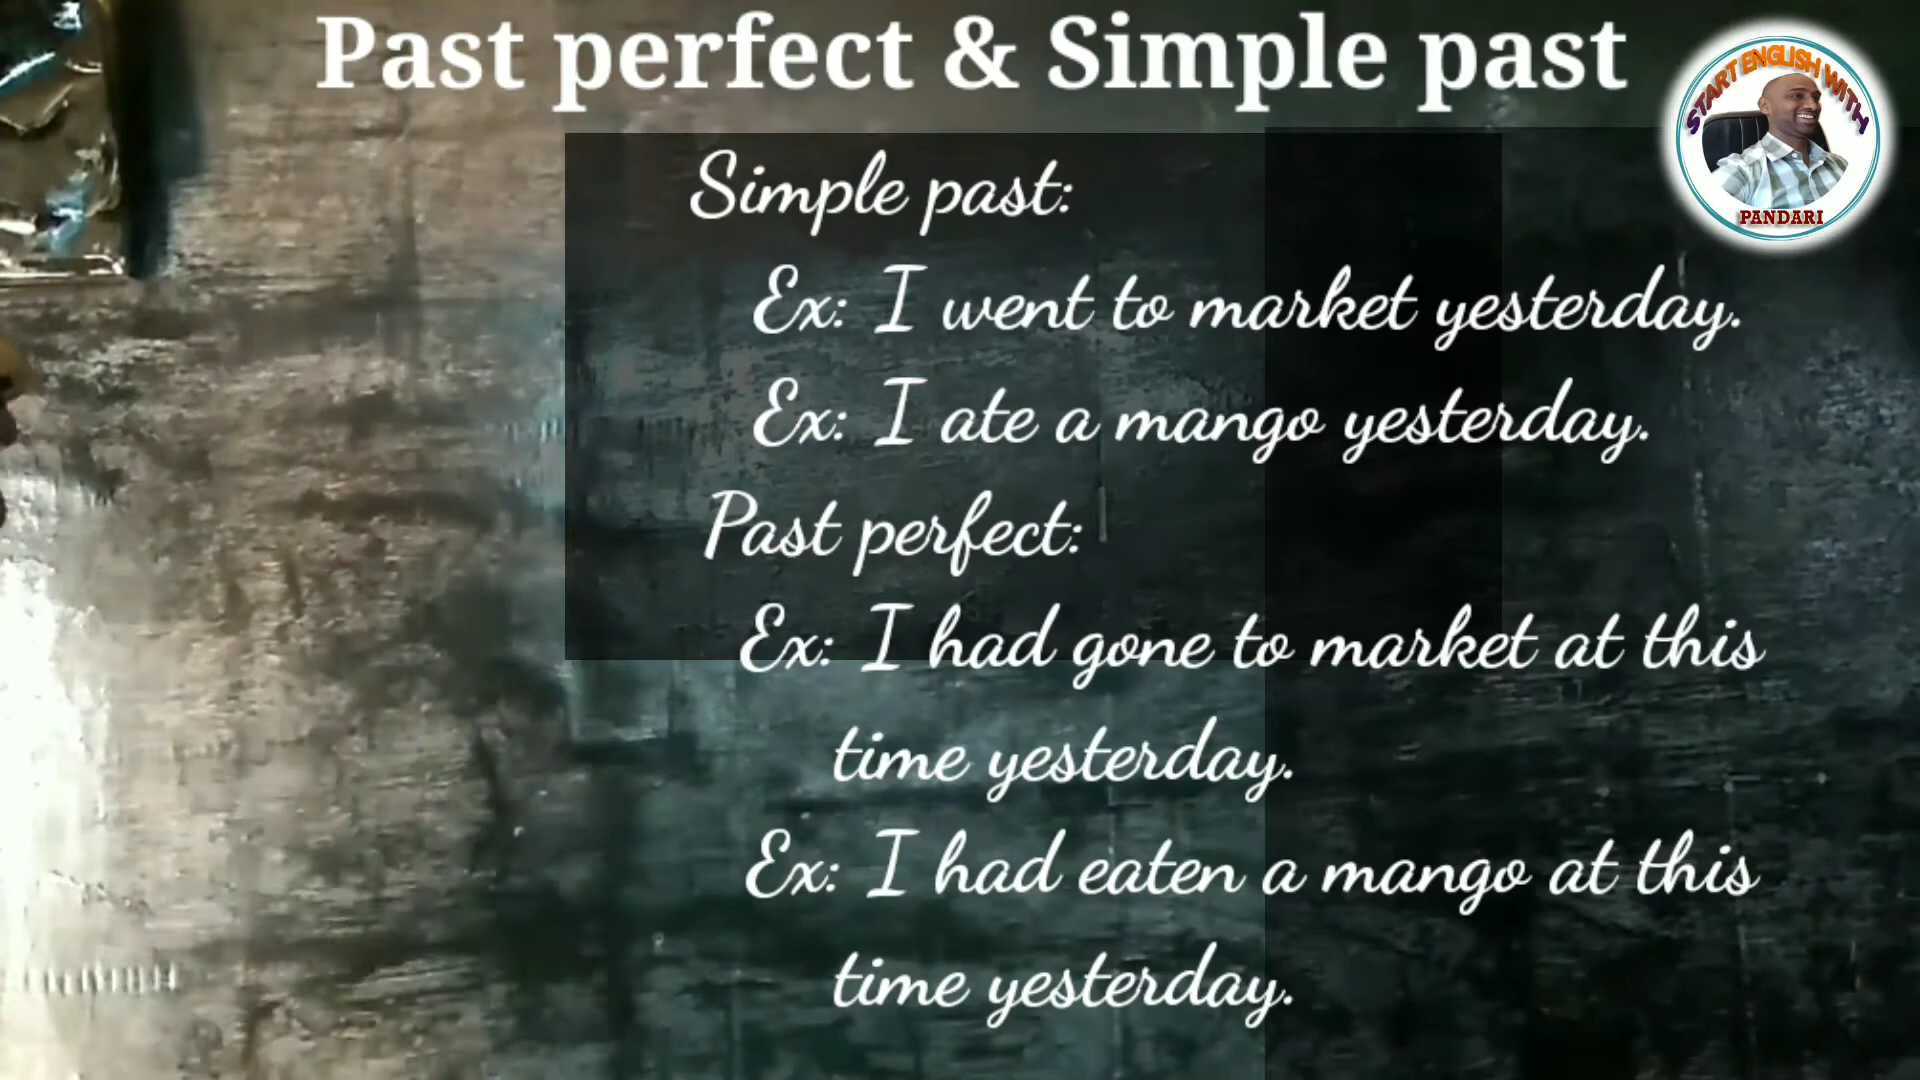 Past perfect & Simple past
START ENGLISH WITH
PANDARI
Simple past:
Ex: I went to market yesterday.
Ex: I ate a mango yesterday.
Past perfect:
Ex: I had gone to market at this
time yesterday.
Ex: I had eaten a mango at this
time yesterday.